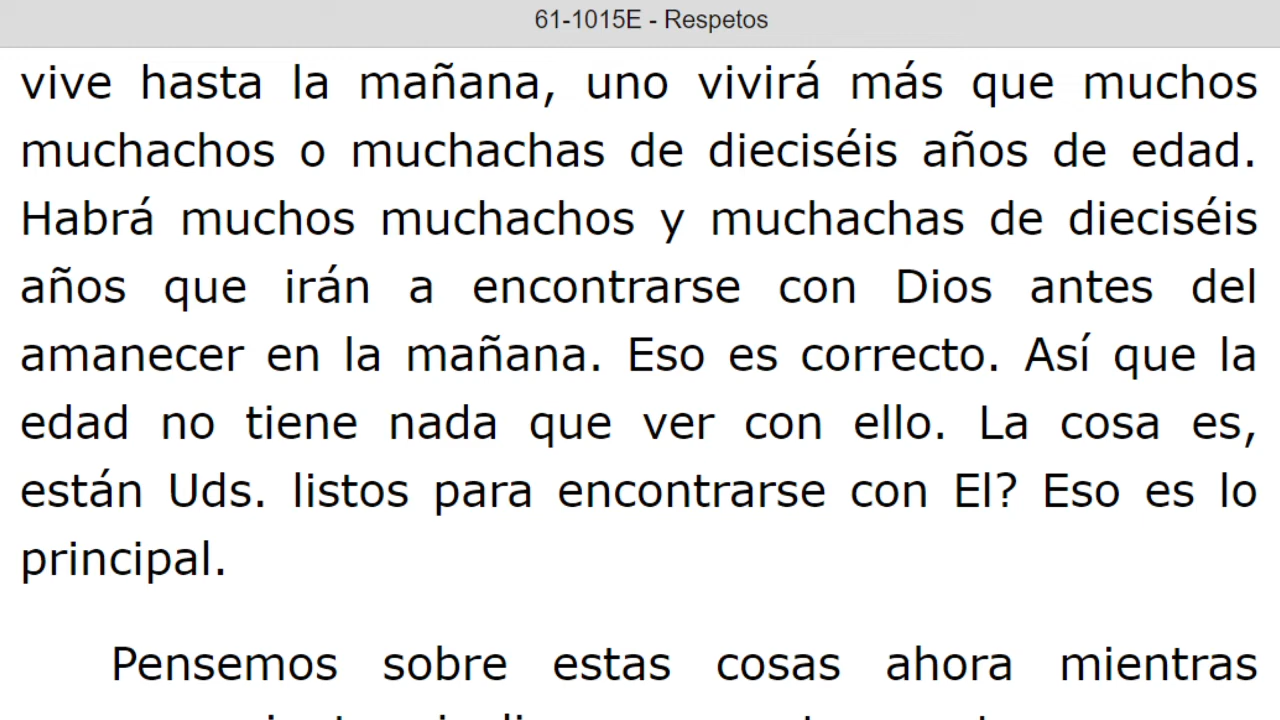 61-1015E - Respetos
vive hasta la mañana, uno vivirá más que muchos
muchachos o muchachas de dieciséis años de edad.
Habrá muchos muchachos y muchachas de dieciséis
años que irán a encontrarse con Dios antes del
amanecer en la mañana. Eso es correcto. Así que la
edad no tiene nada que ver con ello. La cosa es,
están Uds. listos para encontrarse con El? Eso es lo
principal.
Pensemos sobre estas cosas ahora mientras